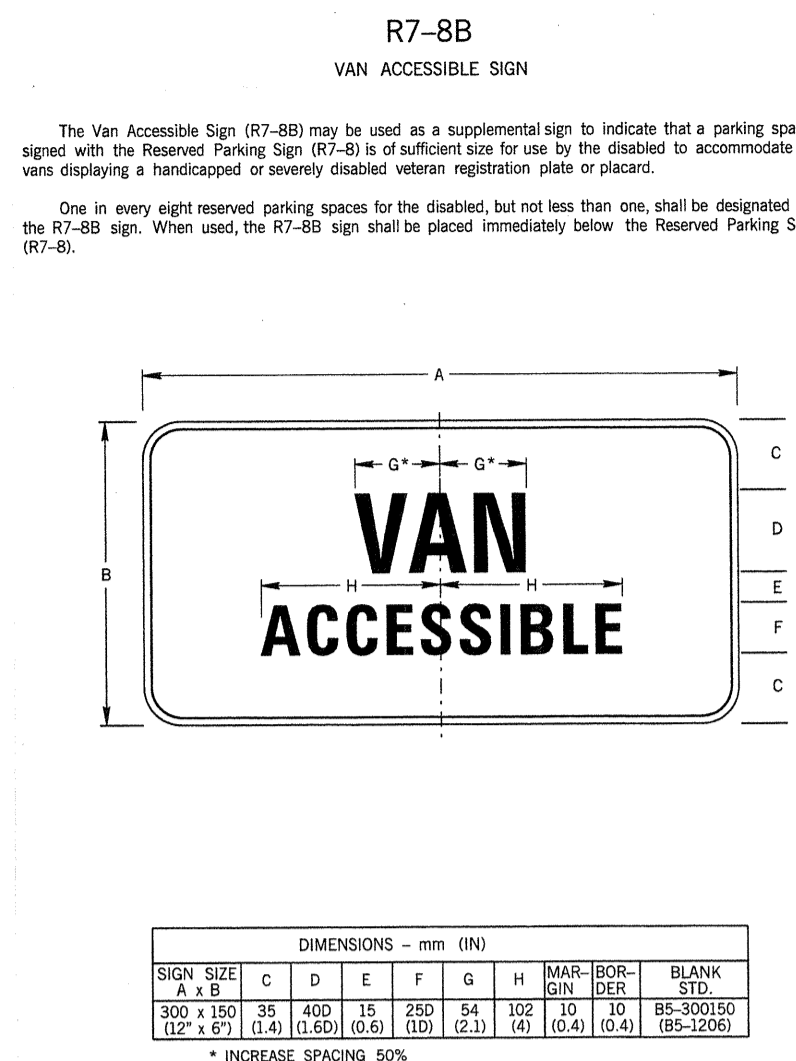 R7–8B
VAN ACCESSIBLE SIGN
The Van Accessible Sign (R7–8B) may be used as a supplemental sign to indicate that a parking spa
signed with the Reserved Parking Sign (R7–8) is of sufficient size for use by the disabled to accommodate
vans displaying a handicapped or severely disabled veteran registration plate or placard.
One in every eight reserved parking spaces for the disabled, but not less than one, shall be designated
the R7–8B sign. When used, the R7–8B sign shall be placed immediately below the Reserved Parking S
(R7–8).
A
C
G* G*
VAN
D
B
H H
E
ACCESSIBLE
F
C
DIMENSIONS – mm (IN)
SIGN SIZE A x B C D E F G H MAR–GIN BOR–DER BLANK STD.
300 x 150 35 40D 15 25D 54 102 10 10 B5–300150
(12" x 6") (1.4) (1.6D) (0.6) (1D) (2.1) (4) (0.4) (0.4) (B5–1206)
* INCREASE SPACING 50%